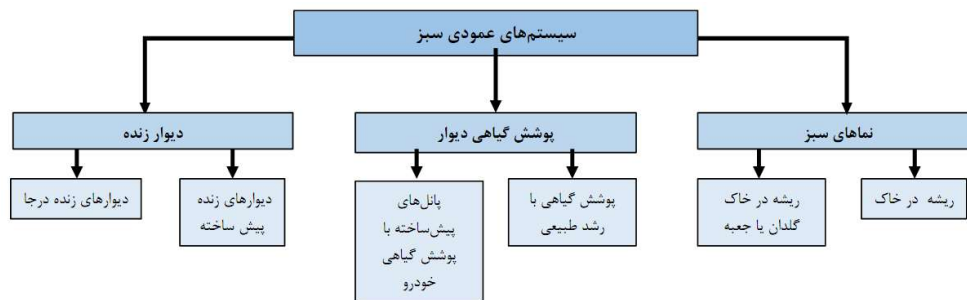 سیستم‌های عمودی سبز
نماهای سبز
پوشش گیاهی دیوار
دیوار زنده
ریشه در خاک
ریشه در خاک
گلدان یا جعبه
پوشش گیاهی با
رشد طبیعی
پانل‌های
پیش‌ساخته با
پوشش گیاهی
خودرو
دیوارهای زنده
پیش ساخته
دیوارهای زنده درجا